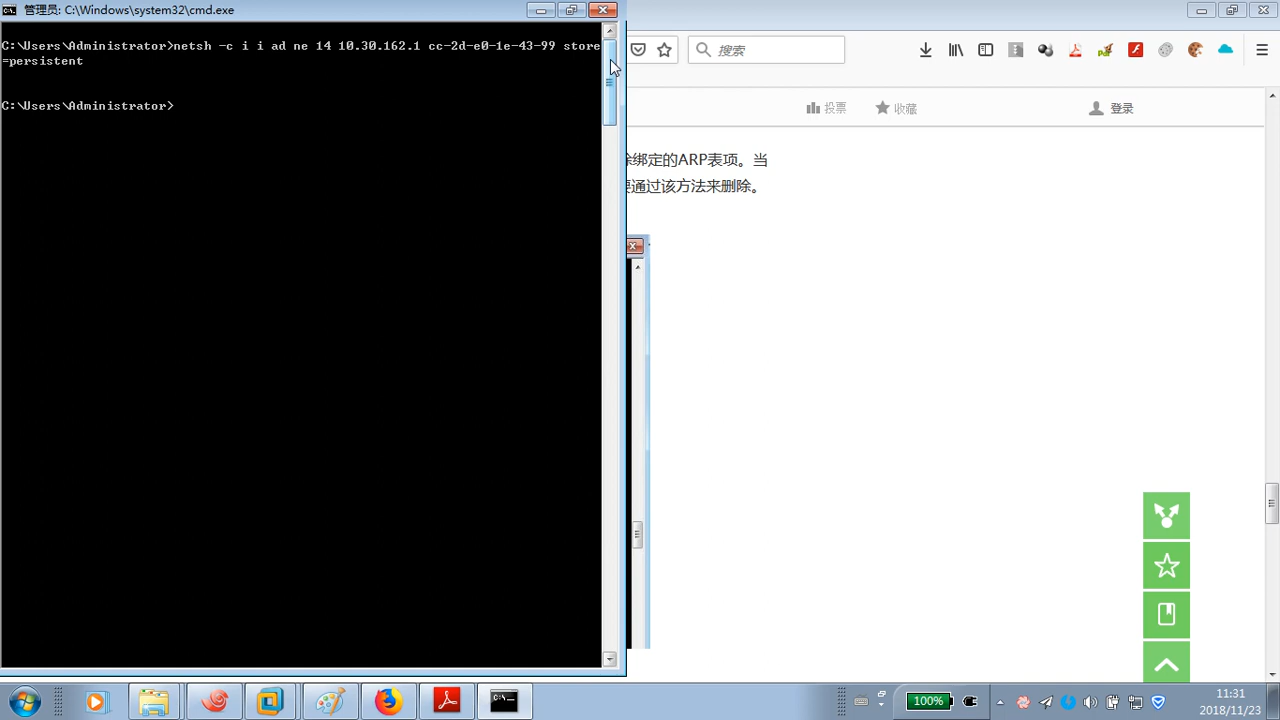 管理员: C:\Windows\system32\cmd.exe
C:\Users\Administrator>netsh -c i i ad ne 14 10.30.162.1 cc-2d-e0-1e-43-99 store
=persistent
C:\Users\Administrator>
搜索
投票
收藏
登录
绑定的ARP表项。当
通过该方法来删除。
100%
11:31
2018/11/23